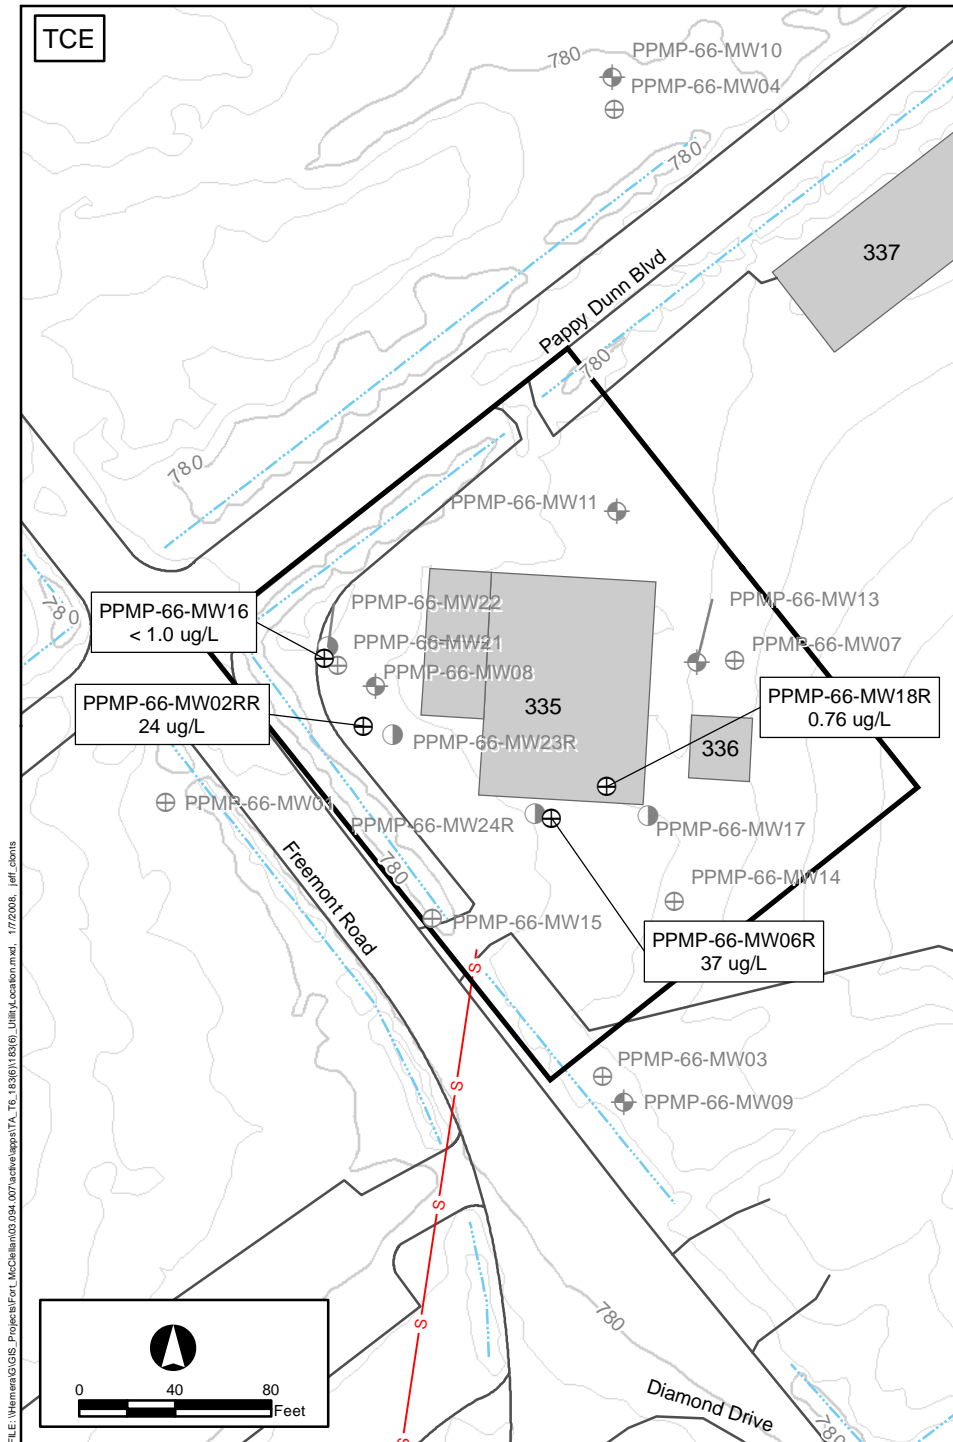 TCE
780
PPMP-66-MW10
PPMP-66-MW04
780
337
Pappy Dunn Blvd
780
780
PPMP-66-MW11
780
PPMP-66-MW16
< 1.0 ug/L
PPMP-66-MW22
PPMP-66-MW21
PPMP-66-MW08
PPMP-66-MW13
PPMP-66-MW07
PPMP-66-MW02RR
24 ug/L
PPMP-66-MW18R
0.76 ug/L
335
336
PPMP-66-MW23R
PPMP-66-MW01
PPMP-66-MW24R
PPMP-66-MW17
780
Freemont Road
PPMP-66-MW14
PPMP-66-MW15
PPMP-66-MW06R
37 ug/L
S
PPMP-66-MW03
S
PPMP-66-MW09
S
780
S
0 40 80
Feet
Diamond Drive
780
S